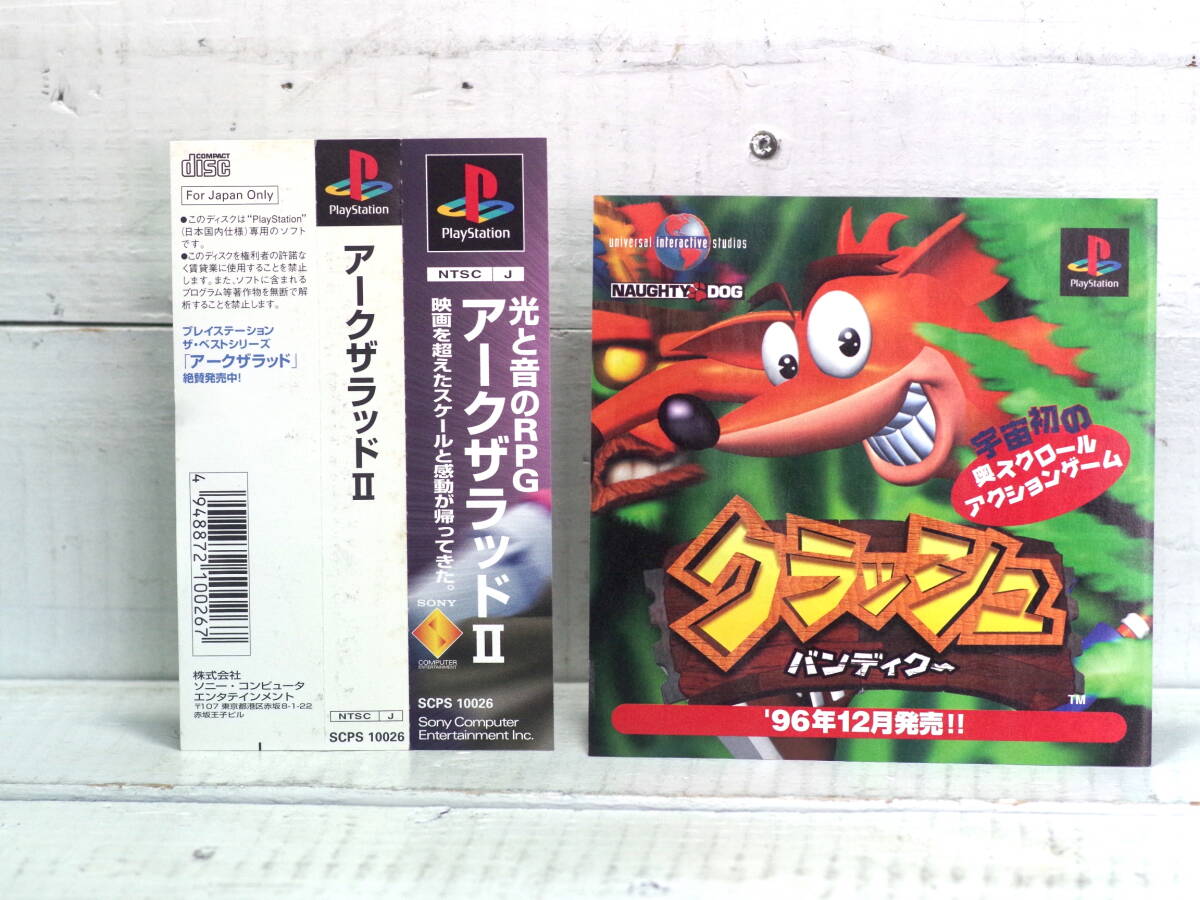 COMPACT
disc
For Japan Only
●このディスクは“PlayStation”
(日本国内仕様)専用のソフト
です。
●このディスクを権利者の許諾な
く賃貸業に使用することを禁止
します。また、ソフトに含まれる
プログラム等著作物を無断で解
析することを禁止します。
プレイステーション
ザ・ベストシリーズ
「アークザラッド」
絶賛発売中!
4 948872 100267
株式会社
ソニー・コンピュータ
エンタテインメント
〒107 東京都港区赤坂8-1-22
赤坂王子ビル
PlayStation
アークザラッドII
NTSC J
SCPS 10026
PlayStation
NTSC J
光と音のRPG
アークザラッドII
映画を超えたスケールと感動が帰ってきた。
SONY
COMPUTER
ENTERTAINMENT
SCPS 10026
Sony Computer
Entertainment Inc.
universal interactive studios
NAUGHTY DOG
PlayStation
宇宙初の
奥スクロール
アクションゲーム
クラッシュ
バンディクー
TM
'96年12月発売!!